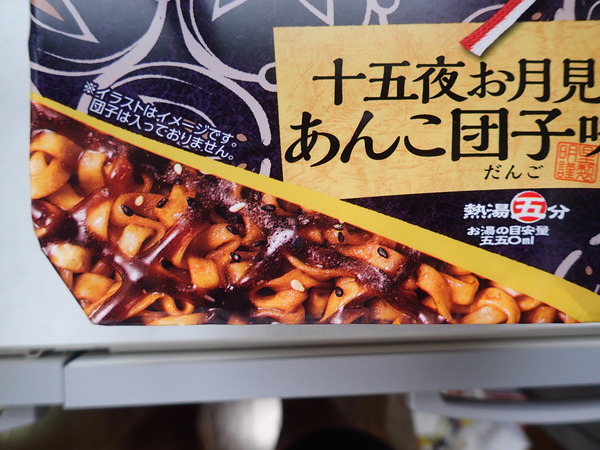 十五夜お月見
あんこ団子味
だんご
※イラストはイメージです。
団子は入っておりません。
熱湯五分
お湯の目安量
五五〇ml